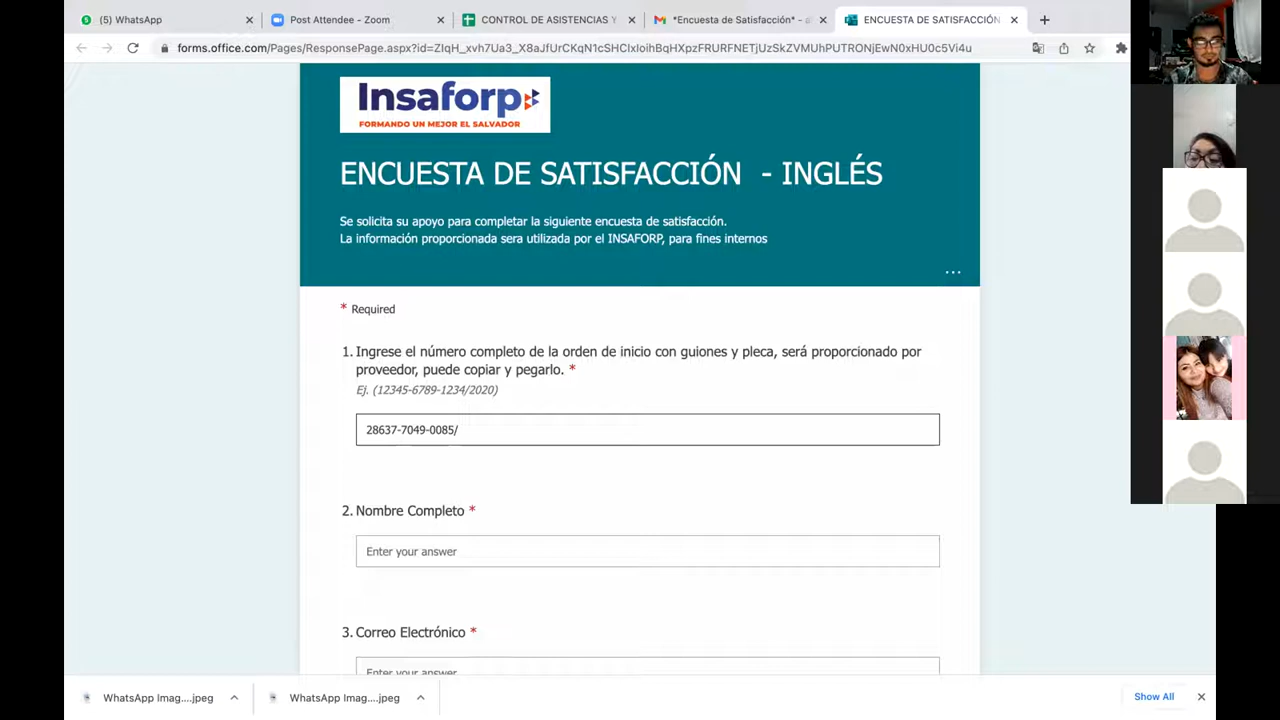 (5) WhatsApp
Post Attendee - Zoom
CONTROL DE ASISTENCIAS Y
*Encuesta de Satisfacción* - a
ENCUESTA DE SATISFACCIÓN
forms.office.com/Pages/ResponsePage.aspx?id=ZIqH_xvh7Ua3_X8aJfUrCKqN1cSHCIxIoihBqHXpzFRURFNETjUzSkZVMUhPUTRONjEwN0xHU0c5Vi4u
Insaforp
FORMANDO UN MEJOR EL SALVADOR
ENCUESTA DE SATISFACCIÓN - INGLÉS
Se solicita su apoyo para completar la siguiente encuesta de satisfacción.
La información proporcionada sera utilizada por el INSAFORP, para fines internos
...
* Required
1. Ingrese el número completo de la orden de inicio con guiones y pleca, será proporcionado por
proveedor, puede copiar y pegarlo. *
Ej. (12345-6789-1234/2020)
28637-7049-0085/
2. Nombre Completo *
Enter your answer
3. Correo Electrónico *
Enter your answer
WhatsApp Imag....jpeg
WhatsApp Imag....jpeg
Show All